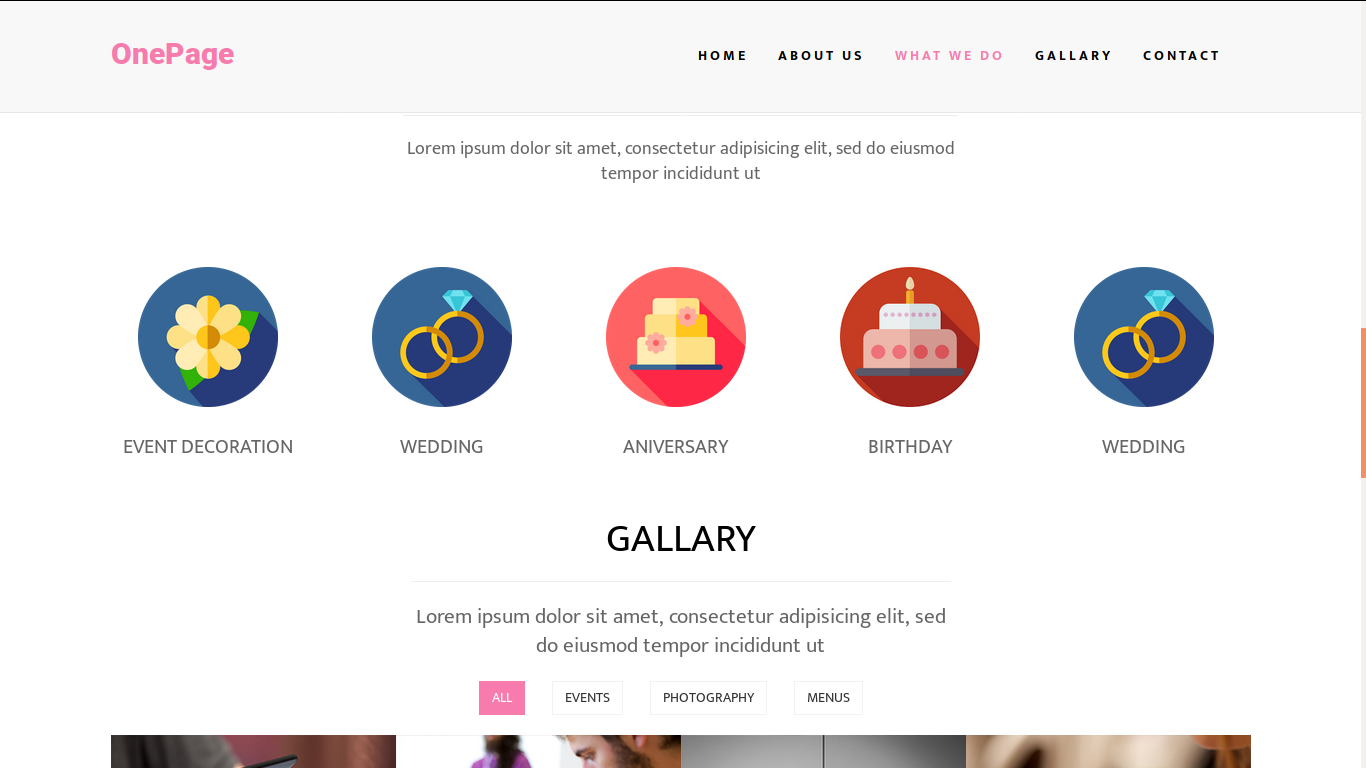 OnePage
HOME ABOUT US WHAT WE DO GALLARY CONTACT
Lorem ipsum dolor sit amet, consectetur adipisicing elit, sed do eiusmod
tempor incididunt ut
EVENT DECORATION WEDDING ANIVERSARY BIRTHDAY WEDDING
GALLARY
Lorem ipsum dolor sit amet, consectetur adipisicing elit, sed
do eiusmod tempor incididunt ut
ALL EVENTS PHOTOGRAPHY MENUS